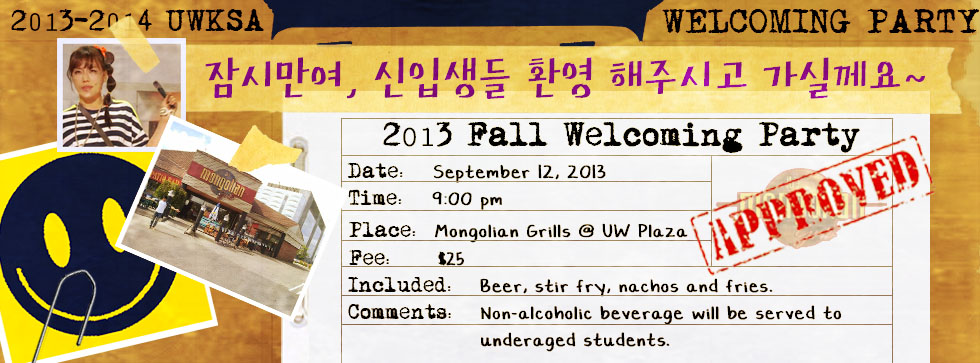 2013-2014 UWKSA
WELCOMING PARTY
잠시만여, 신입생들 환영 해주시고 가실께요~
2013 Fall Welcoming Party
Date: September 12, 2013
Time: 9:00 pm
Place: Mongolian Grills @ UW Plaza
Fee: $25
Included: Beer, stir fry, nachos and fries.
Comments: Non-alcoholic beverage will be served to
underaged students.
APPROVED
mongolian